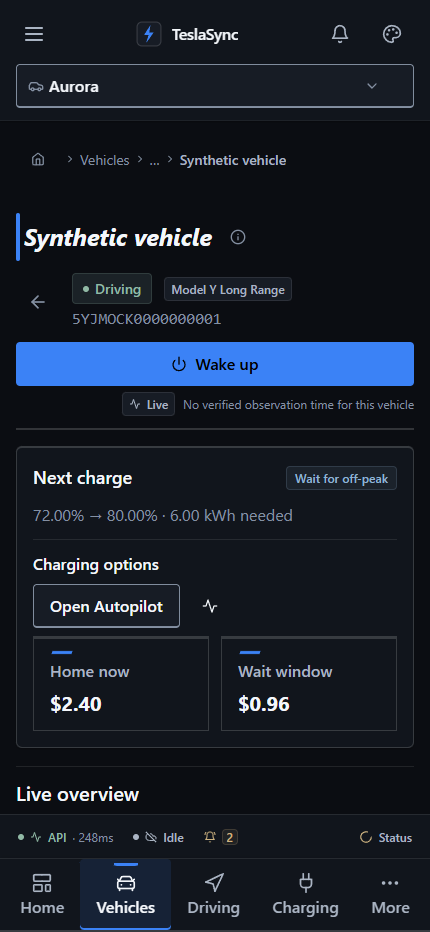 TeslaSync
Aurora
Vehicles ... Synthetic vehicle
Synthetic vehicle
Driving Model Y Long Range
5YJMOCK0000000001
Wake up
Live No verified observation time for this vehicle
Next charge Wait for off-peak
72.00% → 80.00% · 6.00 kWh needed
Charging options
Open Autopilot
Home now Wait window
$2.40 $0.96
Live overview
API · 248ms Idle 2 Status
Home Vehicles Driving Charging More